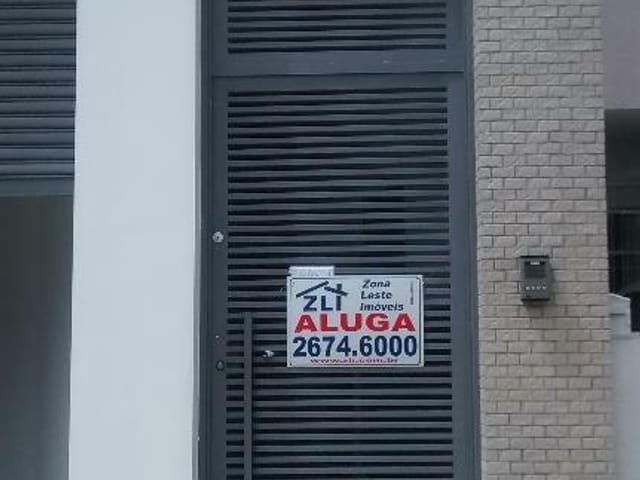 ZLI
Zona
Leste
Imóveis
ALUGA
2674.6000
www.zli.com.br